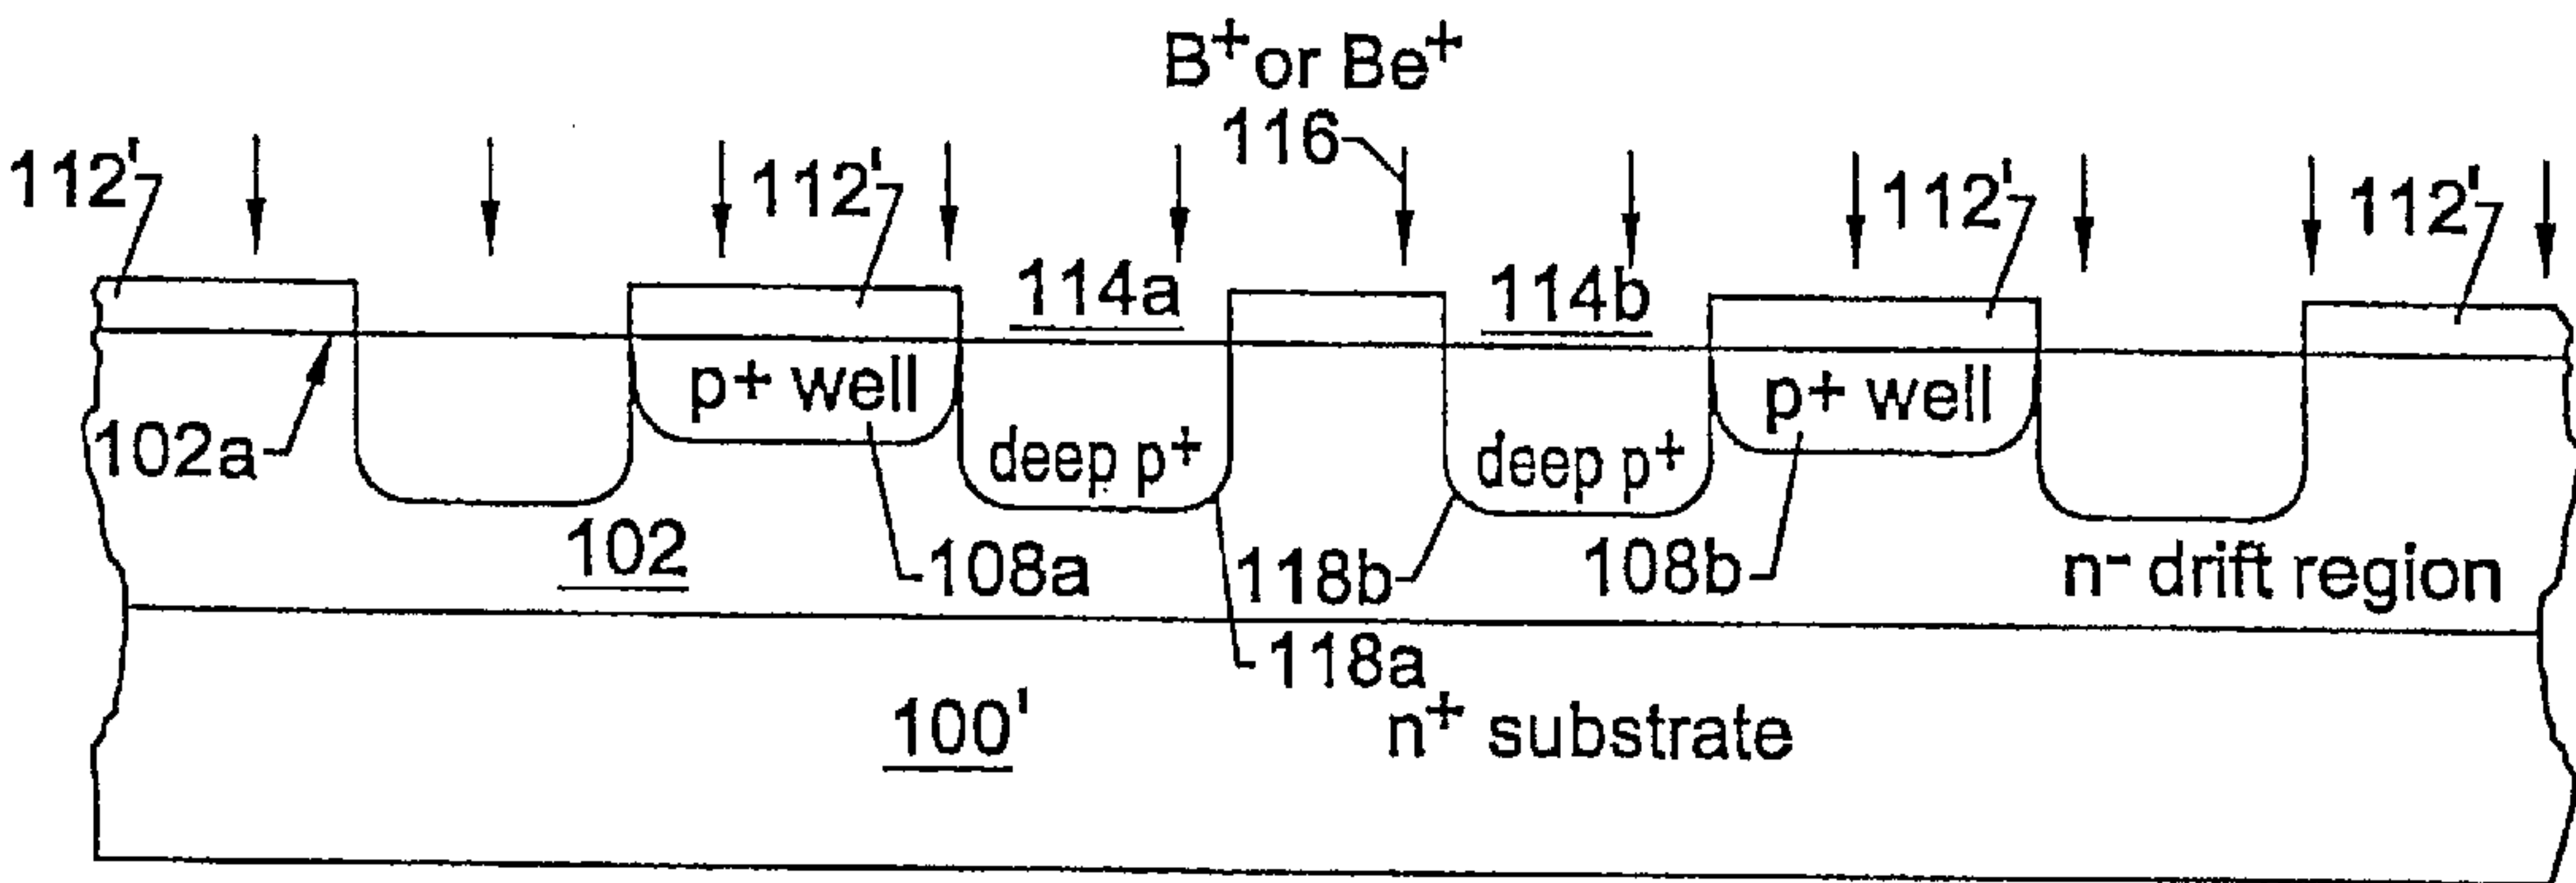 B+ or Be+
116
112'
112'
112'
112'
114a
114b
102a
p+ well
p+ well
deep p+
deep p+
102
108a
118b
108b
n- drift region
118a
100'
n+ substrate